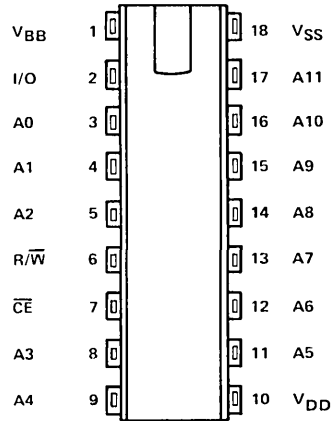 V_BB 1 18 V_SS
I/O 2 17 A11
A0 3 16 A10
A1 4 15 A9
A2 5 14 A8
R/W̅ 6 13 A7
C̅E̅ 7 12 A6
A3 8 11 A5
A4 9 10 V_DD